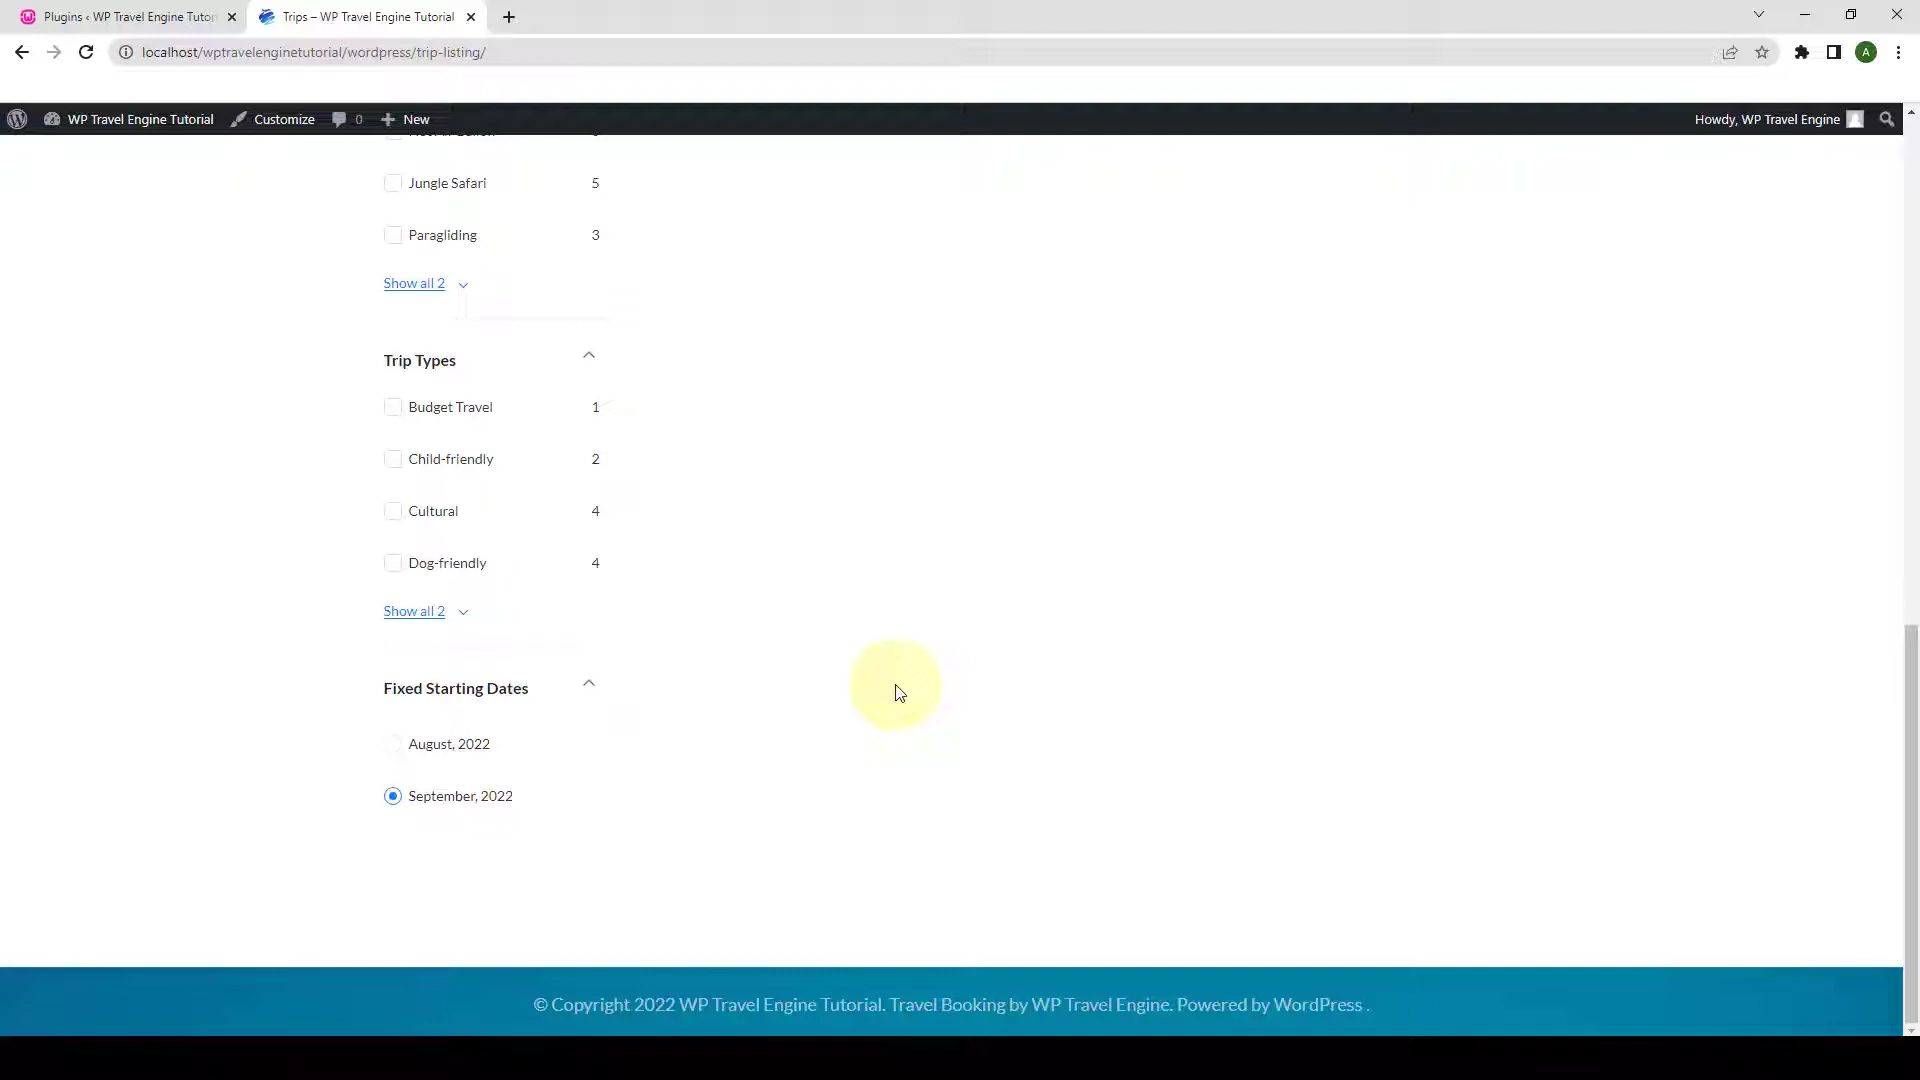 Plugins ‹ WP Travel Engine Tutor
Trips – WP Travel Engine Tutorial
localhost/wptravelenginetutorial/wordpress/trip-listing/
A
WP Travel Engine Tutorial
Customize
0
New
Howdy, WP Travel Engine
Jungle Safari 5
Paragliding 3
Show all 2
Trip Types
Budget Travel 1
Child-friendly 2
Cultural 4
Dog-friendly 4
Show all 2
Fixed Starting Dates
August, 2022
September, 2022
© Copyright 2022 WP Travel Engine Tutorial. Travel Booking by WP Travel Engine. Powered by WordPress .